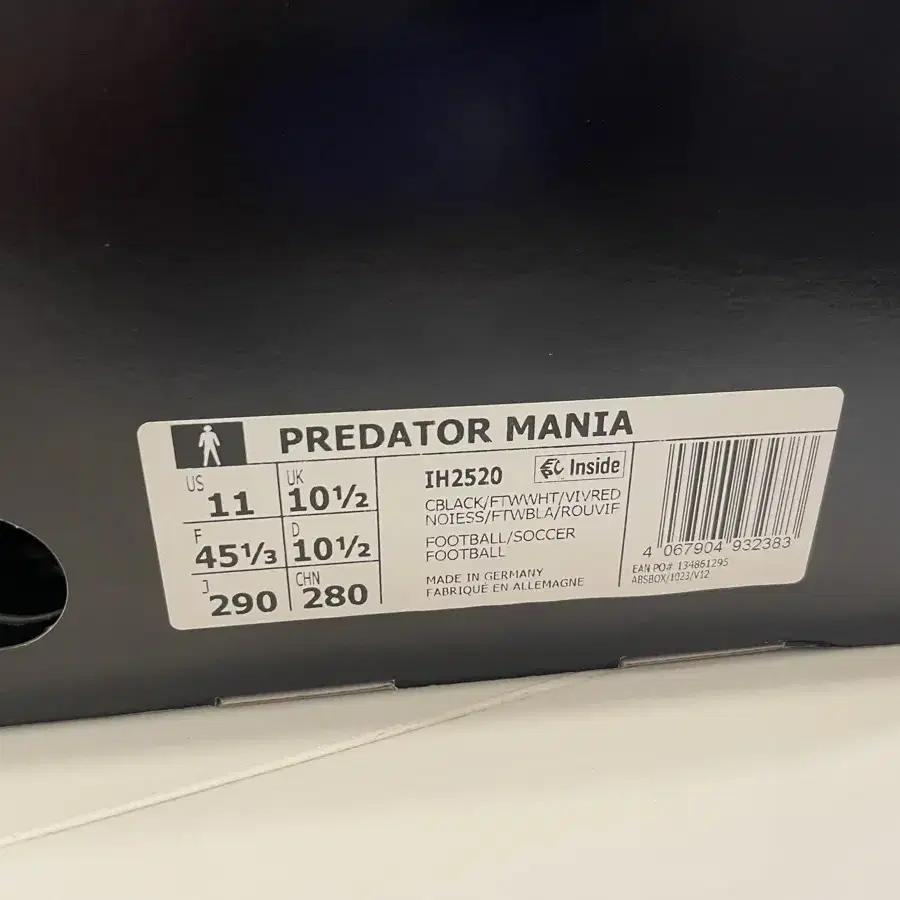 PREDATOR MANIA
US 11
UK 10½
F 45⅓
D 10½
J 290
CHN 280
IH2520
Inside
CBLACK/FTWWHT/VIVRED
NOIESS/FTWBLA/ROUVIF
FOOTBALL/SOCCER
FOOTBALL
MADE IN GERMANY
FABRIQUÉ EN ALLEMAGNE
4 067904 932383
EAN PO# 134861295
ABSBOX/1023/V12